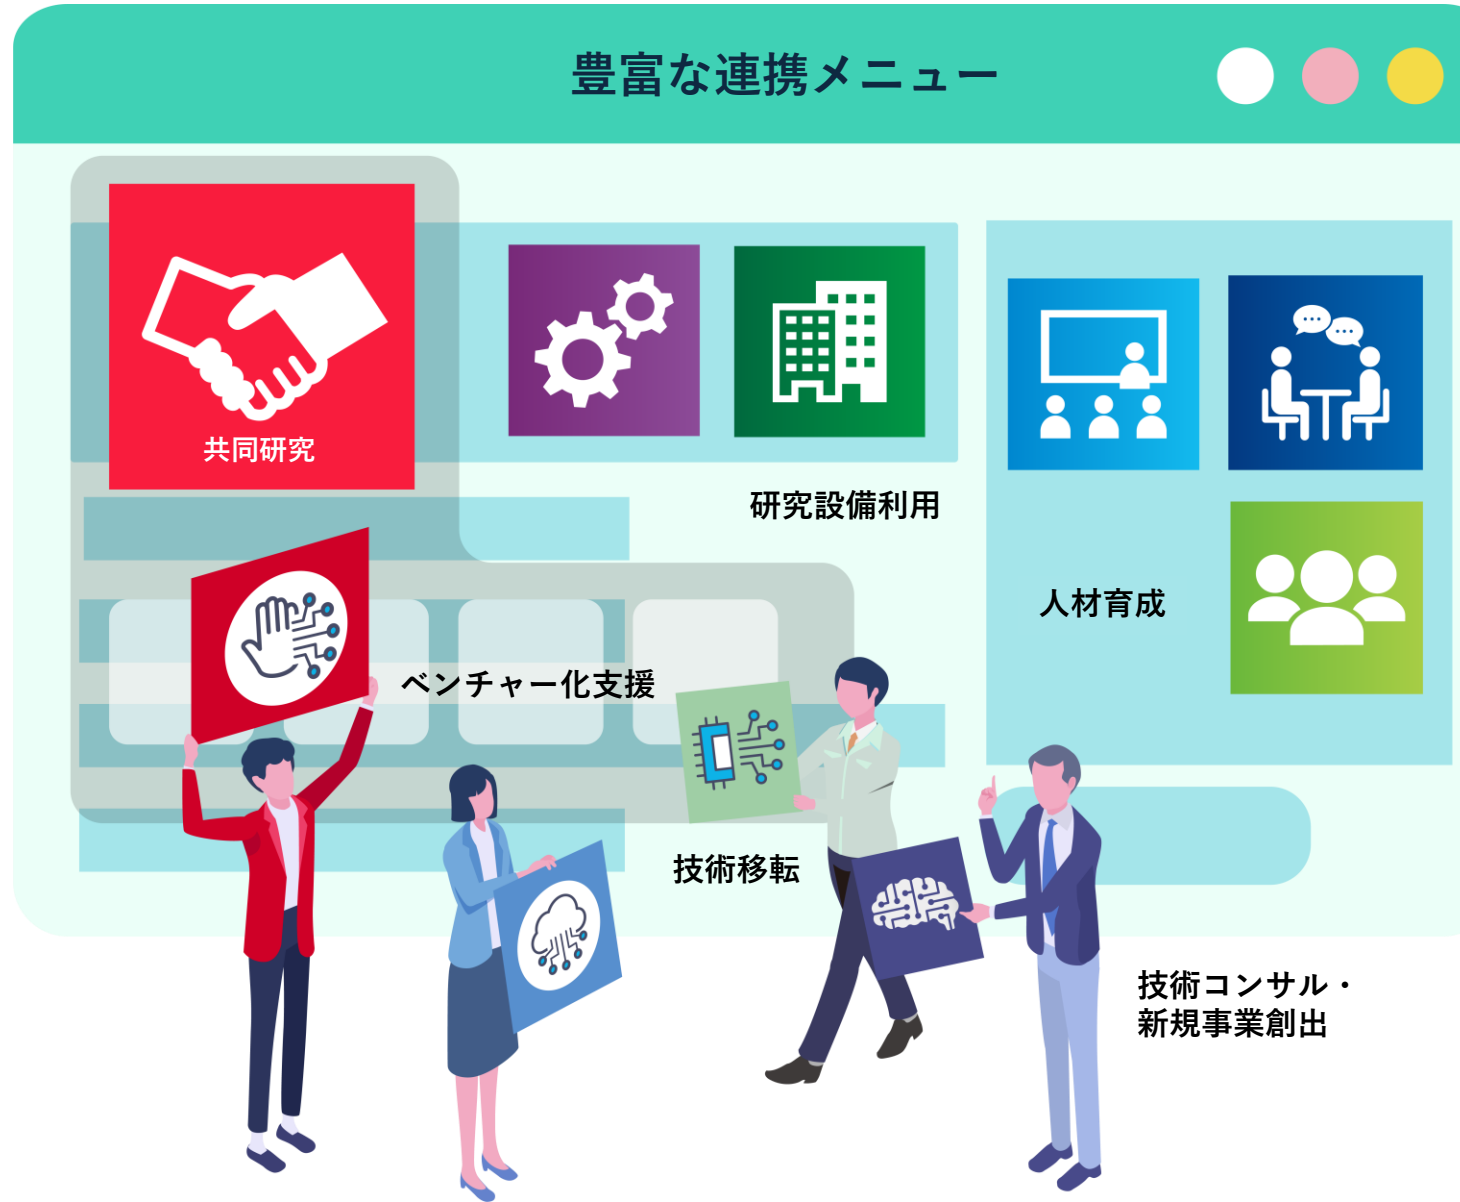 豊富な連携メニュー
共同研究
研究設備利用
人材育成
ベンチャー化支援
技術移転
技術コンサル・
新規事業創出